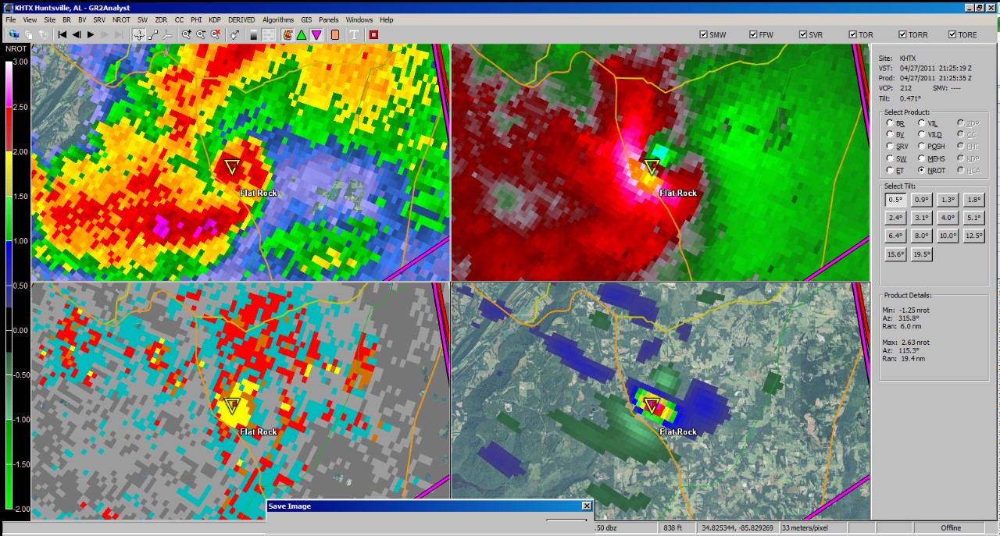 KHTX Huntsville, AL - GR2Analyst
File View Site BR BV SRV NROT SW ZDR CC PHI KDP DERIVED Algorithms GIS Panels Windows Help
T
SMW FFW SVR TOR TORR TORE
NROT
3.00
2.50
2.00
1.50
1.00
0.50
0.00
-0.50
-1.00
-1.50
-2.00
Flat Rock
Flat Rock
Flat Rock
Flat Rock
Site: KHTX
VST: 04/27/2011 21:25:19 Z
Prod: 04/27/2011 21:25:35 Z
VCP: 212 SMV: ----
Tilt: 0.471°
Select Product:
BR VIL ZDR
BV VILD CC
SRV POSH PHI
SW MEHS KDP
ET NROT HCA
Select Tilt:
0.5° 0.9° 1.3° 1.8°
2.4° 3.1° 4.0° 5.1°
6.4° 8.0° 10.0° 12.5°
15.6° 19.5°
Product Details:
Min: -1.25 nrot
Az: 315.8°
Ran: 6.0 nm
Max: 2.63 nrot
Az: 115.3°
Ran: 19.4 nm
Save Image
.50 dbz 838 ft 34.825344, -85.829269 33 meters/pixel Offline